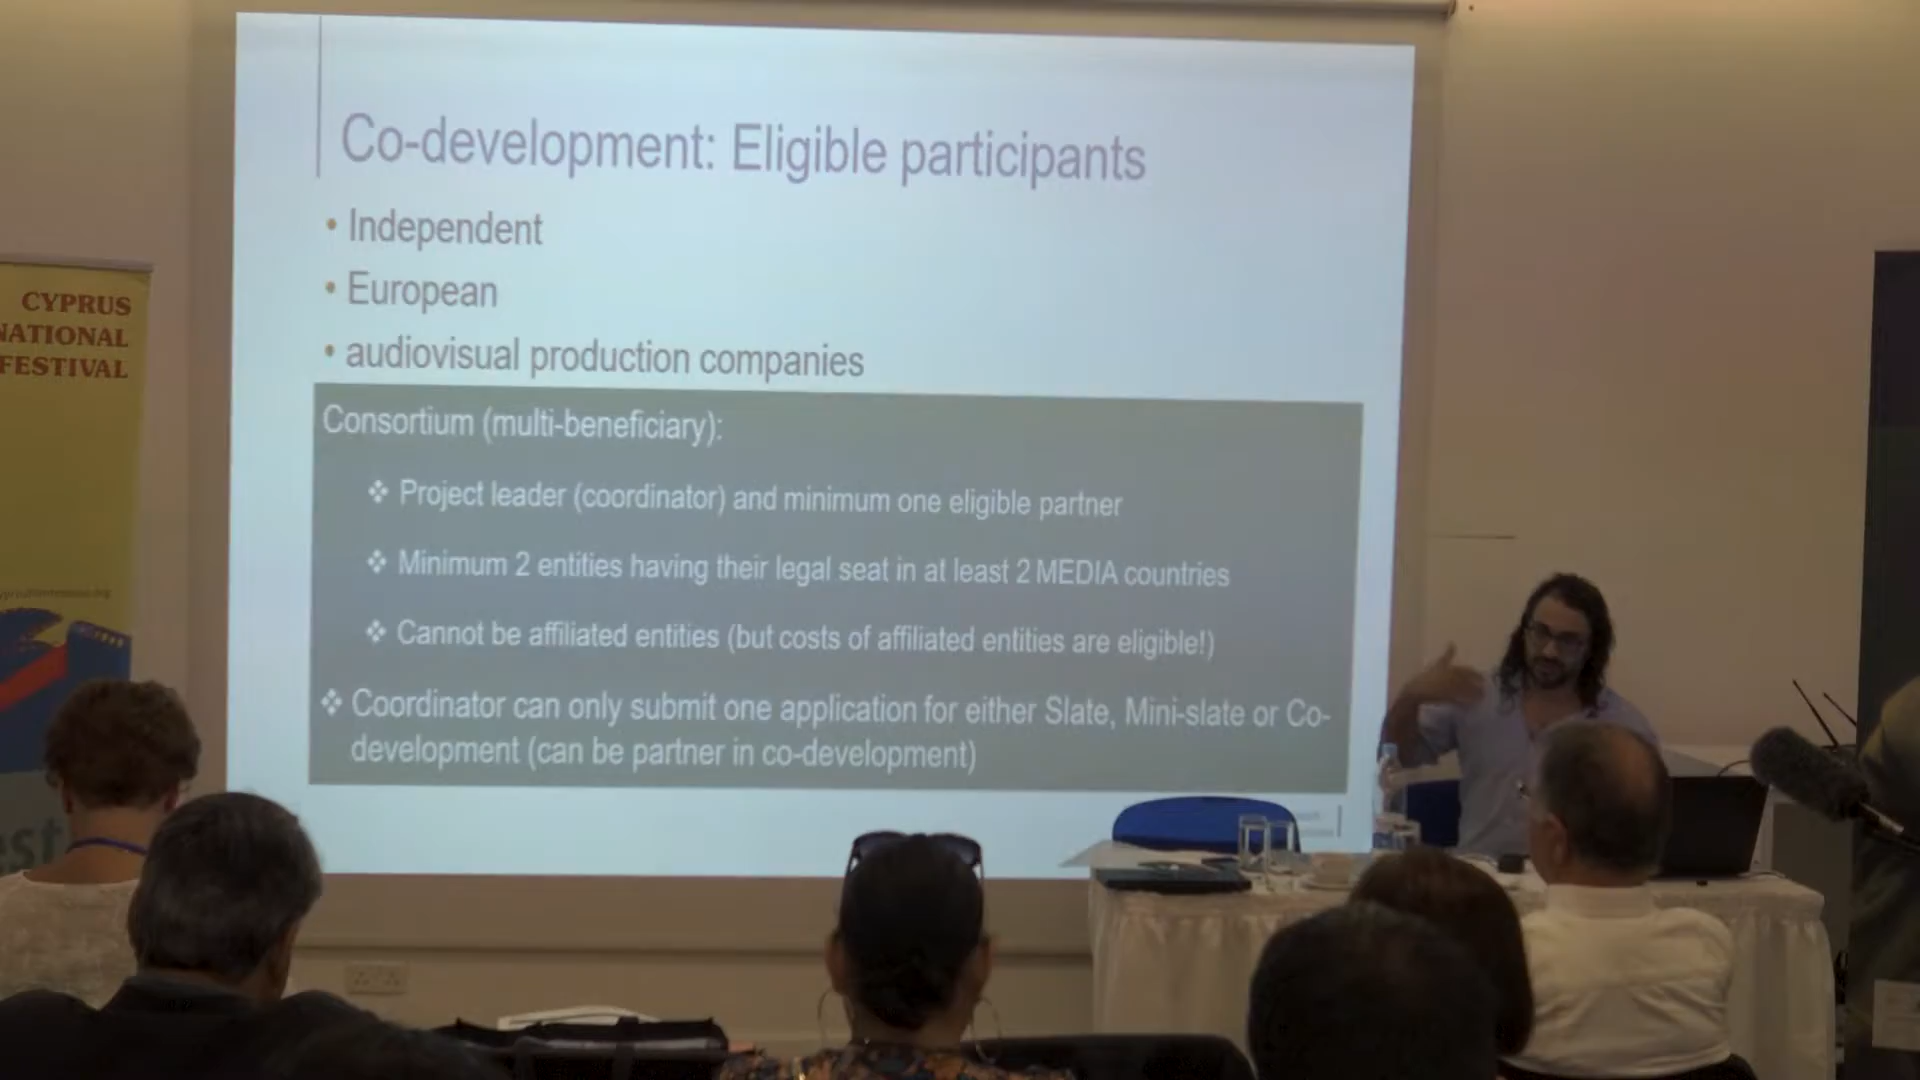 Co-development: Eligible participants
• Independent
• European
• audiovisual production companies
Consortium (multi-beneficiary):
❖ Project leader (coordinator) and minimum one eligible partner
❖ Minimum 2 entities having their legal seat in at least 2 MEDIA countries
❖ Cannot be affiliated entities (but costs of affiliated entities are eligible!)
❖ Coordinator can only submit one application for either Slate, Mini-slate or Co-
development (can be partner in co-development)
CYPRUS
NATIONAL
FESTIVAL
est